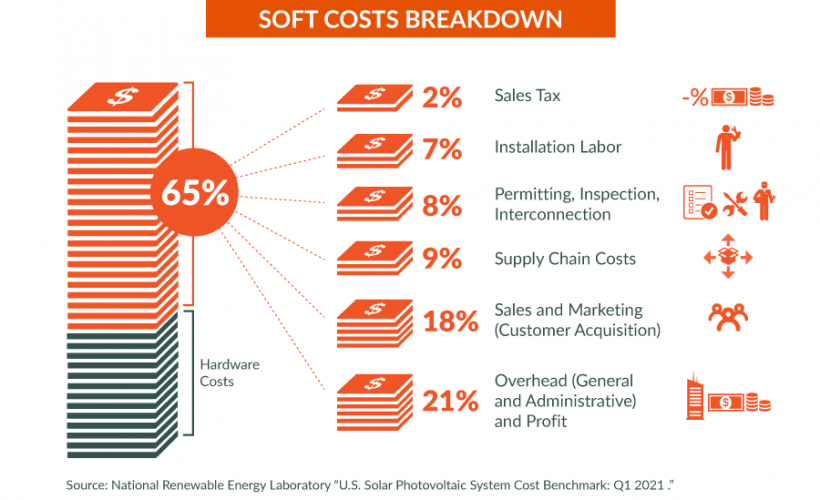 SOFT COSTS BREAKDOWN
$
65%
Hardware
Costs
$
2%
Sales Tax
-%
$
$
7%
Installation Labor
$
8%
Permitting, Inspection,
Interconnection
$
9%
Supply Chain Costs
$
18%
Sales and Marketing
(Customer Acquisition)
$
21%
Overhead (General
and Administrative)
and Profit
$
Source: National Renewable Energy Laboratory “U.S. Solar Photovoltaic System Cost Benchmark: Q1 2021 .”